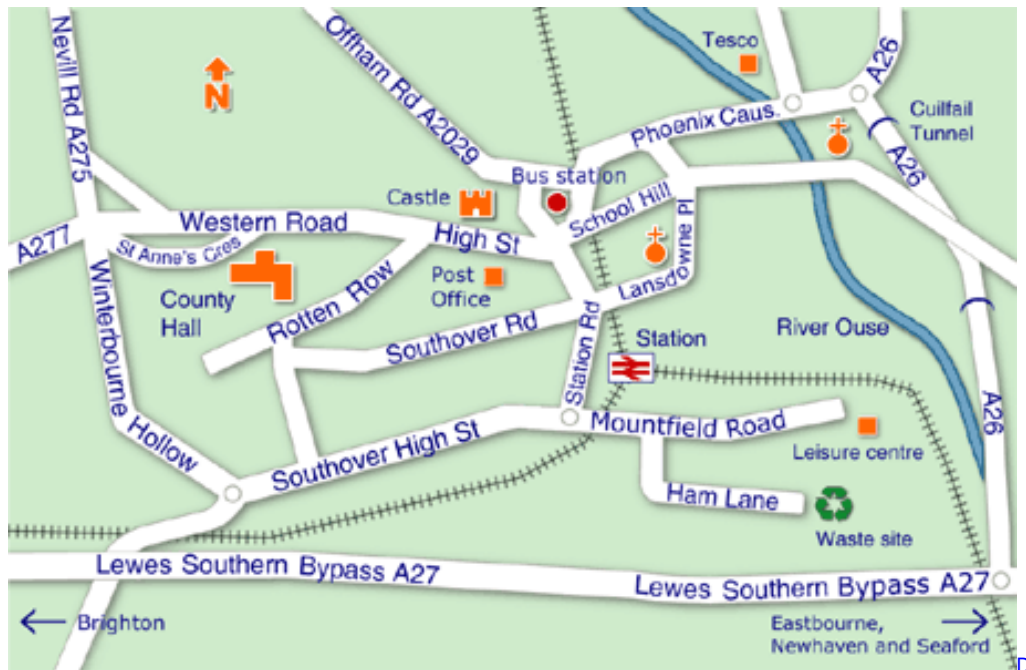 Nevill Rd A275
Offham Rd A2029
Tesco
A26
N
Phoenix Caus.
Cuilfail
Tunnel
A26
Castle
Bus station
School Hill
Western Road
High St
A277
St Anne's Cres
Lansdowne Pl
County
Hall
Post
Office
Rotten Row
Winterbourne Hollow
Southover Rd
Station Rd
Station
River Ouse
A26
Mountfield Road
Southover High St
Leisure centre
Ham Lane
Waste site
Lewes Southern Bypass A27
Lewes Southern Bypass A27
Brighton
Eastbourne,
Newhaven and Seaford